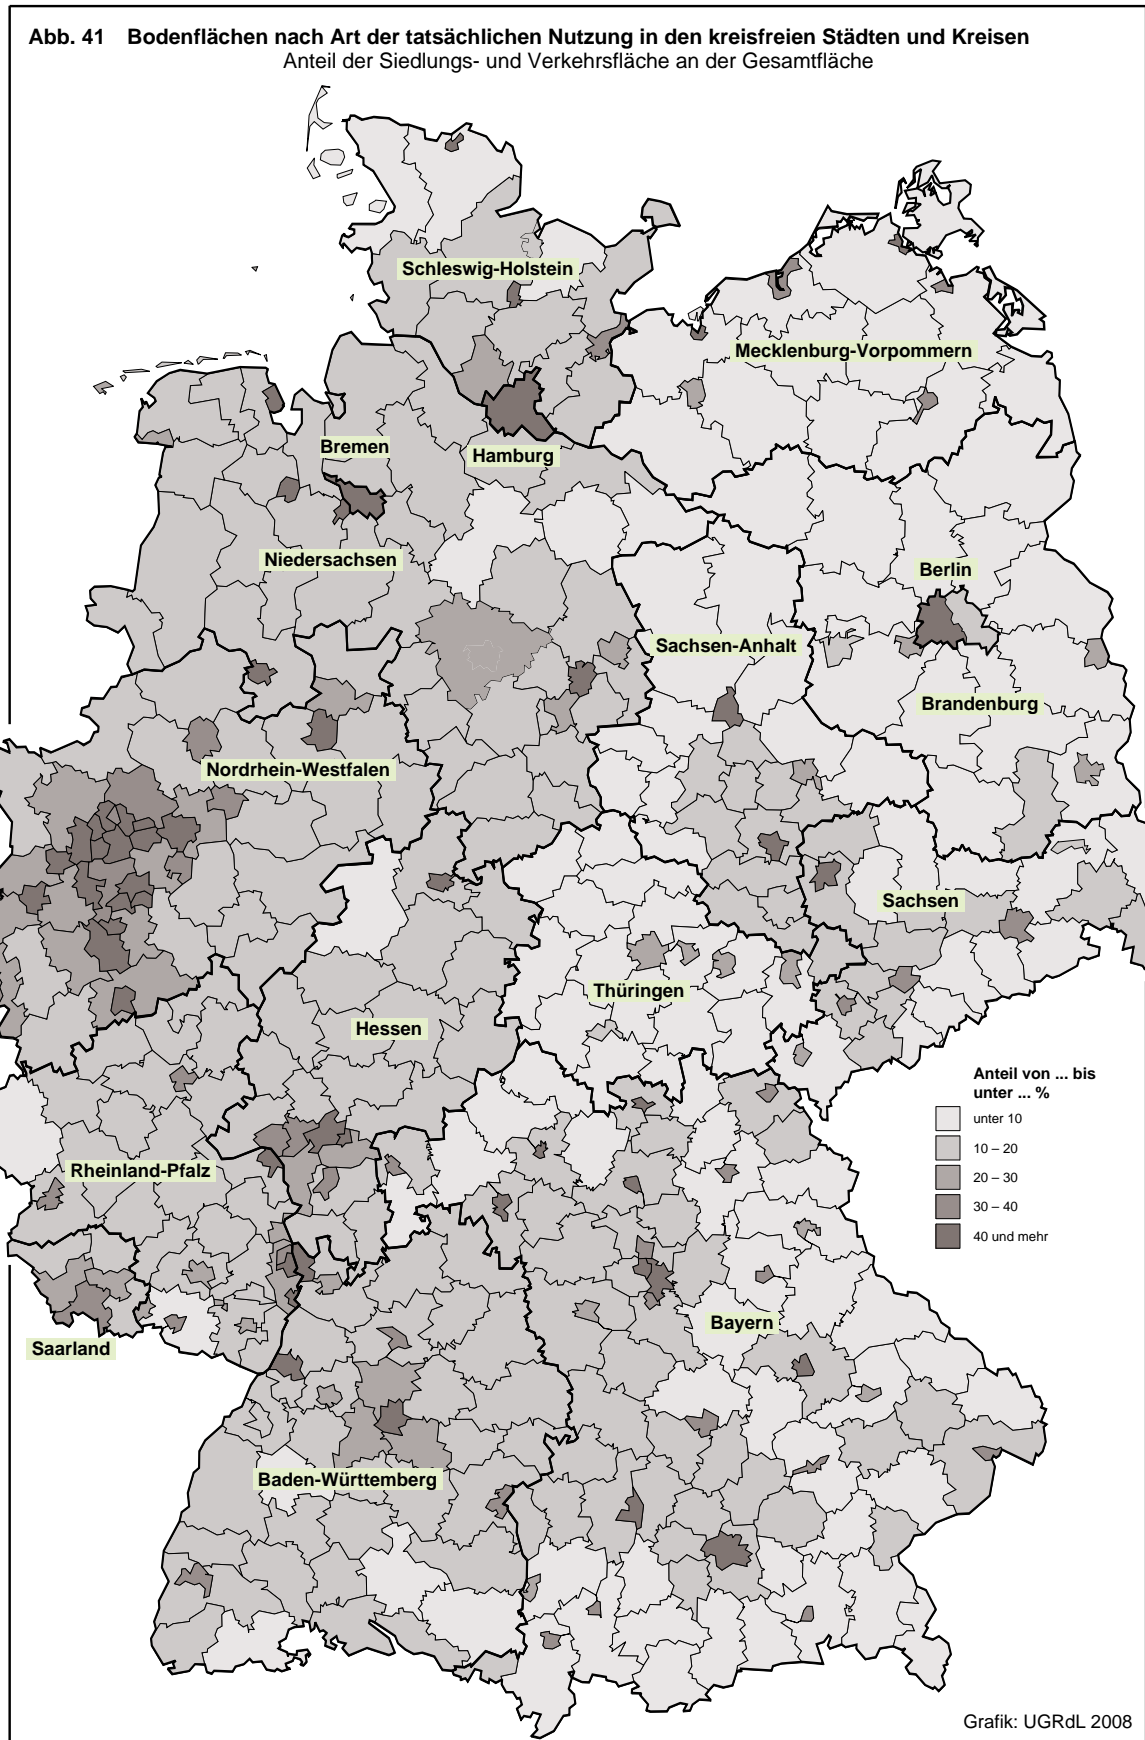 Abb. 41 Bodenflächen nach Art der tatsächlichen Nutzung in den kreisfreien Städten und Kreisen
Anteil der Siedlungs- und Verkehrsfläche an der Gesamtfläche
Schleswig-Holstein
Mecklenburg-Vorpommern
Bremen
Hamburg
Niedersachsen
Berlin
Sachsen-Anhalt
Brandenburg
Nordrhein-Westfalen
Sachsen
Thüringen
Hessen
Anteil von ... bis
unter ... %
unter 10
10 – 20
20 – 30
30 – 40
40 und mehr
Rheinland-Pfalz
Bayern
Saarland
Baden-Württemberg
Grafik: UGRdL 2008